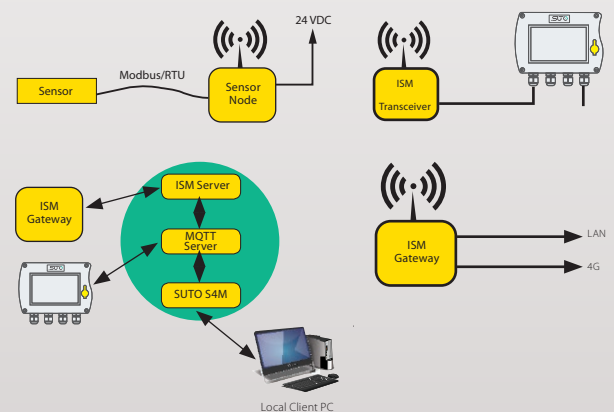 24 VDC
SUTO
Modbus/RTU
Sensor
Sensor
Node
ISM
Transceiver
ISM Server
ISM
Gateway
MQTT
Server
ISM
Gateway
LAN
4G
SUTO
SUTO S4M
Local Client PC